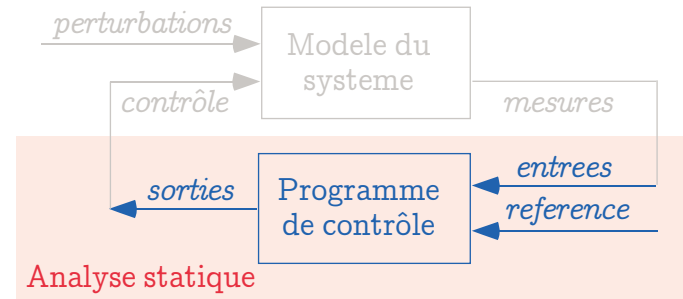 perturbations
Modele du
systeme
contrôle
mesures
sorties
Programme
de contrôle
entrees
reference
Analyse statique